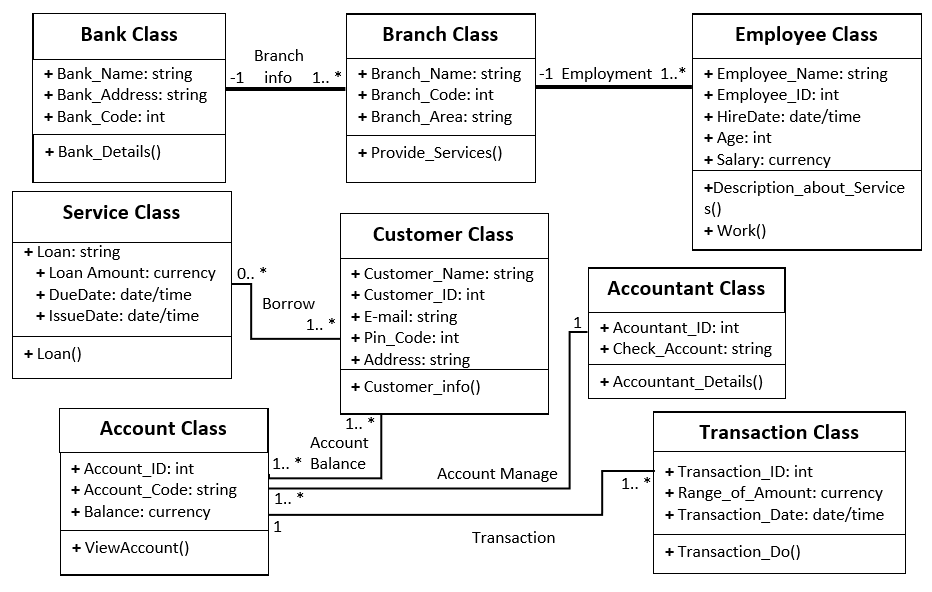 Bank Class
+ Bank_Name: string
+ Bank_Address: string
+ Bank_Code: int
+ Bank_Details()
Branch
-1 info 1.. *
Branch Class
+ Branch_Name: string
+ Branch_Code: int
+ Branch_Area: string
+ Provide_Services()
-1 Employment 1..*
Employee Class
+ Employee_Name: string
+ Employee_ID: int
+ HireDate: date/time
+ Age: int
+ Salary: currency
+Description_about_Service
s()
+ Work()
Service Class
+ Loan: string
+ Loan Amount: currency
+ DueDate: date/time
+ IssueDate: date/time
+ Loan()
0.. *
Borrow
1.. *
Customer Class
+ Customer_Name: string
+ Customer_ID: int
+ E-mail: string
+ Pin_Code: int
+ Address: string
+ Customer_info()
Accountant Class
+ Acountant_ID: int
+ Check_Account: string
+ Accountant_Details()
1
1.. *
Account
Balance
1.. *
Account Class
+ Account_ID: int
+ Account_Code: string
+ Balance: currency
+ ViewAccount()
Account Manage
1.. *
1
Transaction
1.. *
Transaction Class
+ Transaction_ID: int
+ Range_of_Amount: currency
+ Transaction_Date: date/time
+ Transaction_Do()